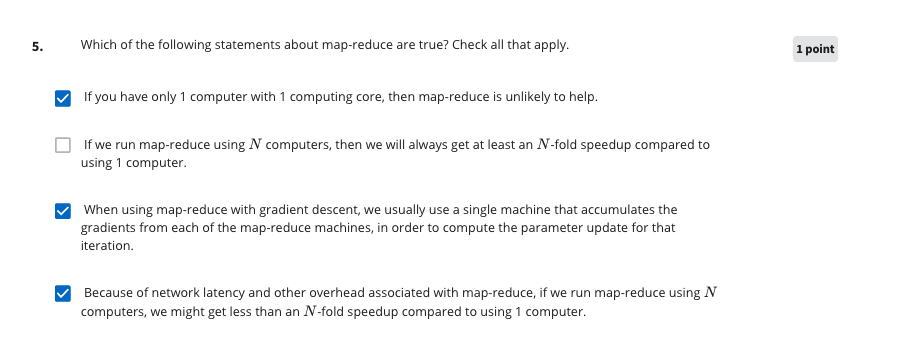 5. Which of the following statements about map-reduce are true? Check all that apply. 1 point
If you have only 1 computer with 1 computing core, then map-reduce is unlikely to help.
If we run map-reduce using N computers, then we will always get at least an N-fold speedup compared to
using 1 computer.
When using map-reduce with gradient descent, we usually use a single machine that accumulates the
gradients from each of the map-reduce machines, in order to compute the parameter update for that
iteration.
Because of network latency and other overhead associated with map-reduce, if we run map-reduce using N
computers, we might get less than an N-fold speedup compared to using 1 computer.